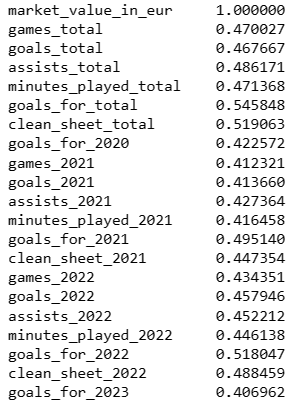 market_value_in_eur 1.000000
games_total 0.470027
goals_total 0.467667
assists_total 0.486171
minutes_played_total 0.471368
goals_for_total 0.545848
clean_sheet_total 0.519063
goals_for_2020 0.422572
games_2021 0.412321
goals_2021 0.413660
assists_2021 0.427364
minutes_played_2021 0.416458
goals_for_2021 0.495140
clean_sheet_2021 0.447354
games_2022 0.434351
goals_2022 0.457946
assists_2022 0.452212
minutes_played_2022 0.446138
goals_for_2022 0.518047
clean_sheet_2022 0.488459
goals_for_2023 0.406962